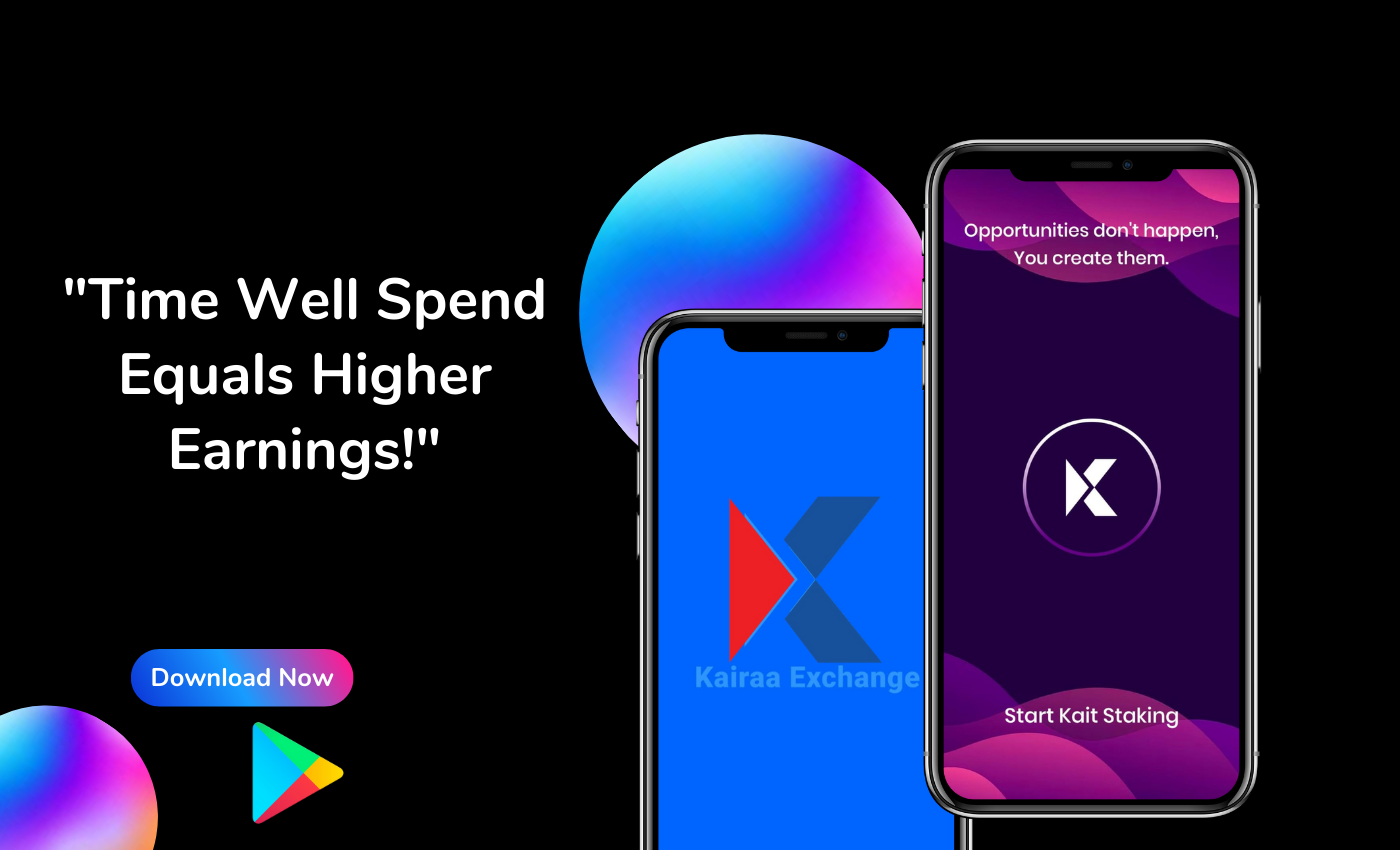 "Time Well Spend
Equals Higher
Earnings!"
Download Now
Kairaa Exchange
Opportunities don't happen,
You create them.
Start Kait Staking